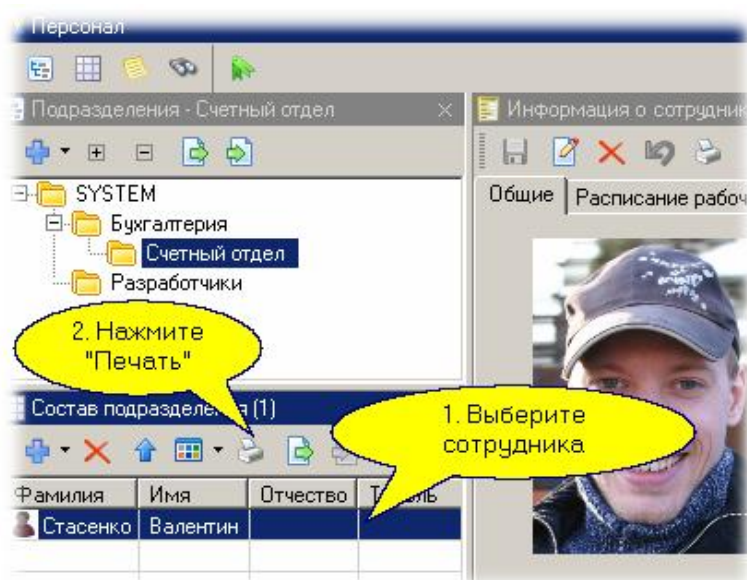 Персонал
Подразделения - Счетный отдел
Информация о сотрудник
SYSTEM
Бухгалтерия
Счетный отдел
Разработчики
Общие
Расписание рабоч
2. Нажмите
"Печать"
1. Выберите
сотрудника
Состав подразделения (1)
Фамилия Имя Отчество
Стасенко Валентин